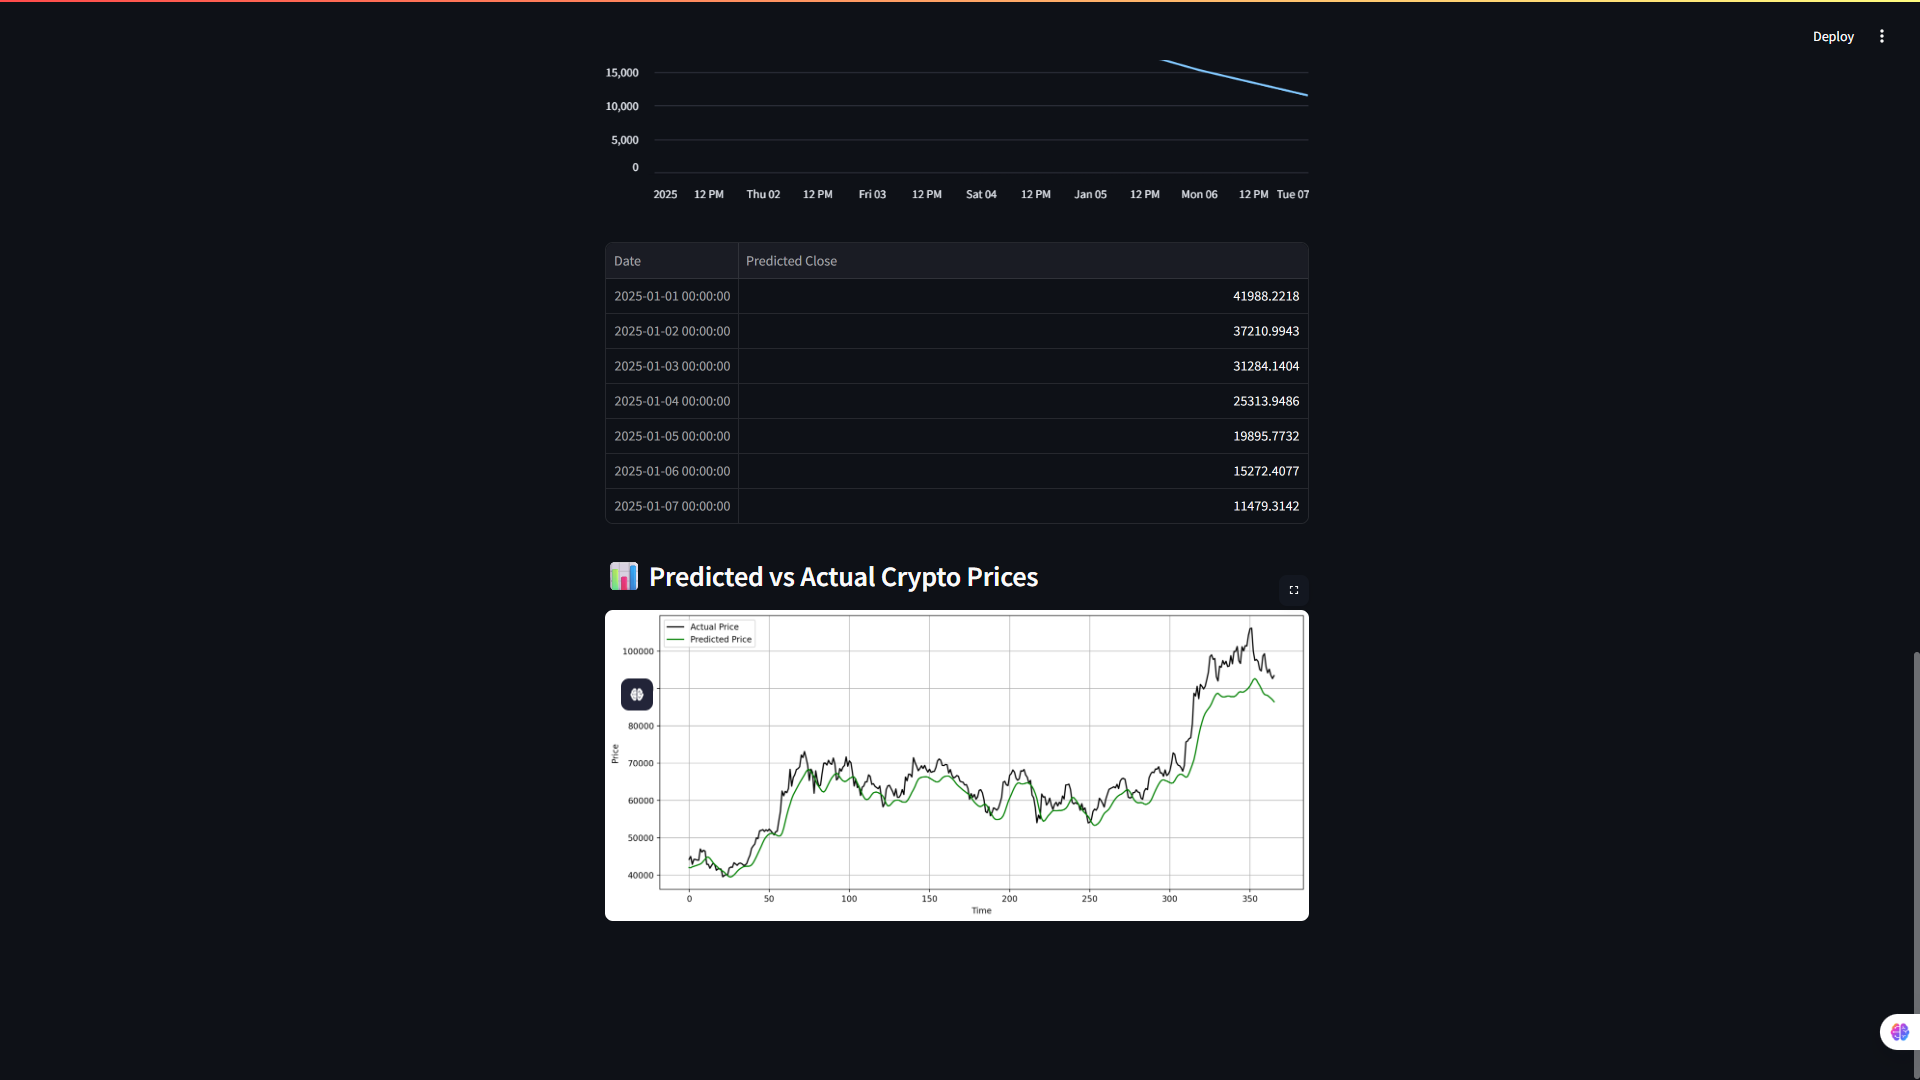 Deploy
15,000
10,000
5,000
0
2025 12 PM Thu 02 12 PM Fri 03 12 PM Sat 04 12 PM Jan 05 12 PM Mon 06 12 PM Tue 07
Date Predicted Close
2025-01-01 00:00:00 41988.2218
2025-01-02 00:00:00 37210.9943
2025-01-03 00:00:00 31284.1404
2025-01-04 00:00:00 25313.9486
2025-01-05 00:00:00 19895.7732
2025-01-06 00:00:00 15272.4077
2025-01-07 00:00:00 11479.3142
Predicted vs Actual Crypto Prices
Actual Price
Predicted Price
100000
80000
70000
60000
50000
40000
Price
0 50 100 150 200 250 300 350
Time